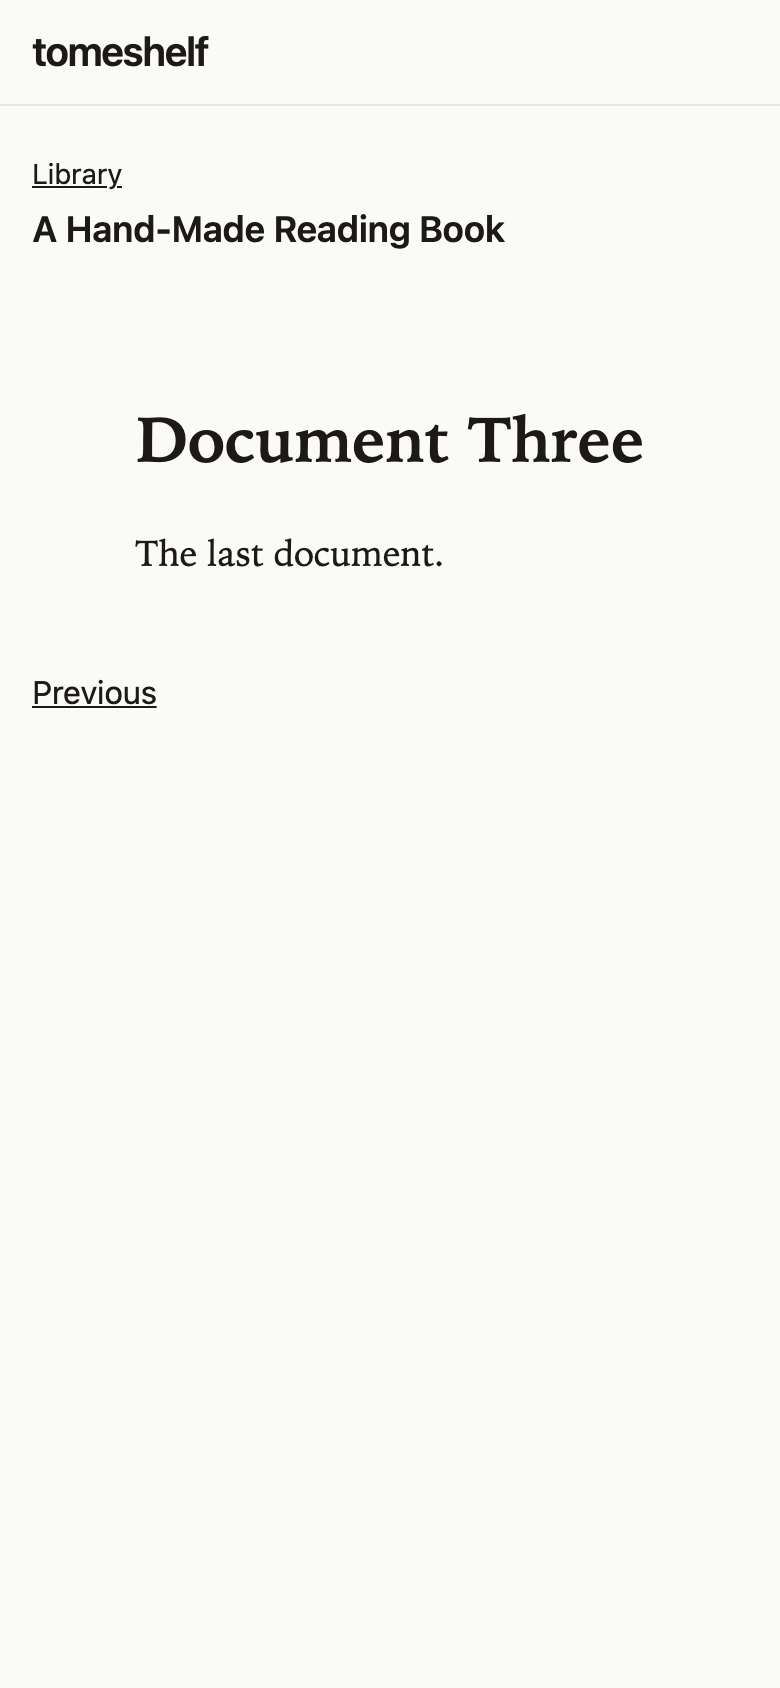 tomeshelf
Library
A Hand-Made Reading Book
Document Three
The last document.
Previous